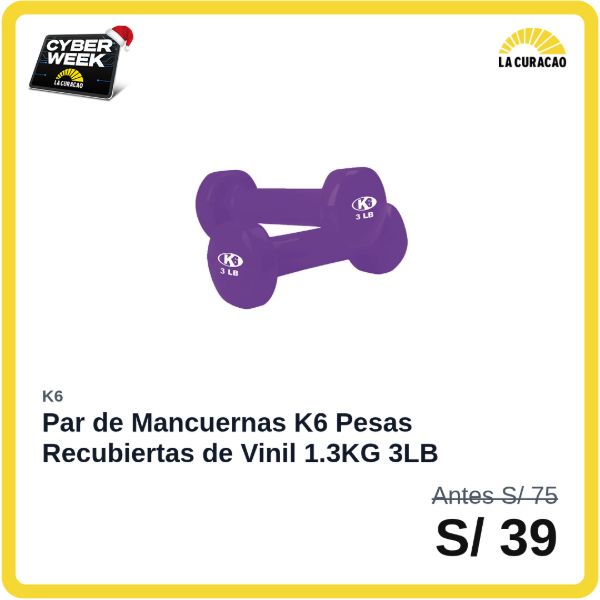 CYBER
WEEK
LA CURACAO
LA CURACAO
K6
3 LB
K6
3 LB
K6
Par de Mancuernas K6 Pesas
Recubiertas de Vinil 1.3KG 3LB
Antes S/ 75
S/ 39